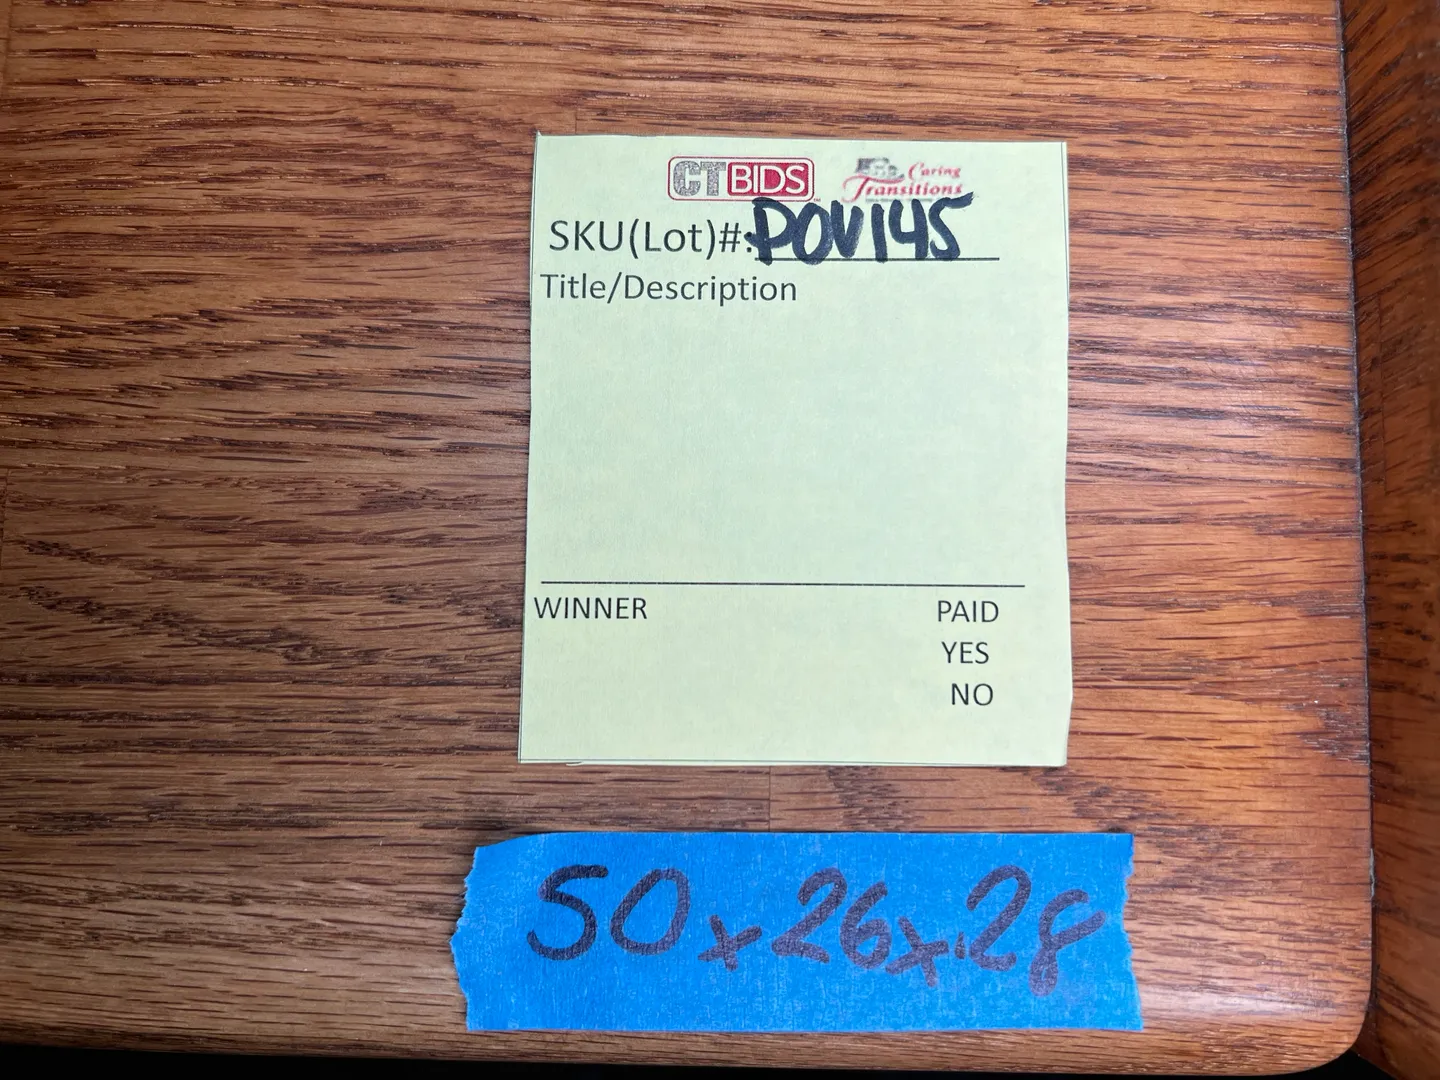 CTBIDS Caring
Transitions
SKU(Lot)#: POV145
Title/Description
WINNER PAID
YES
NO
50x26x28